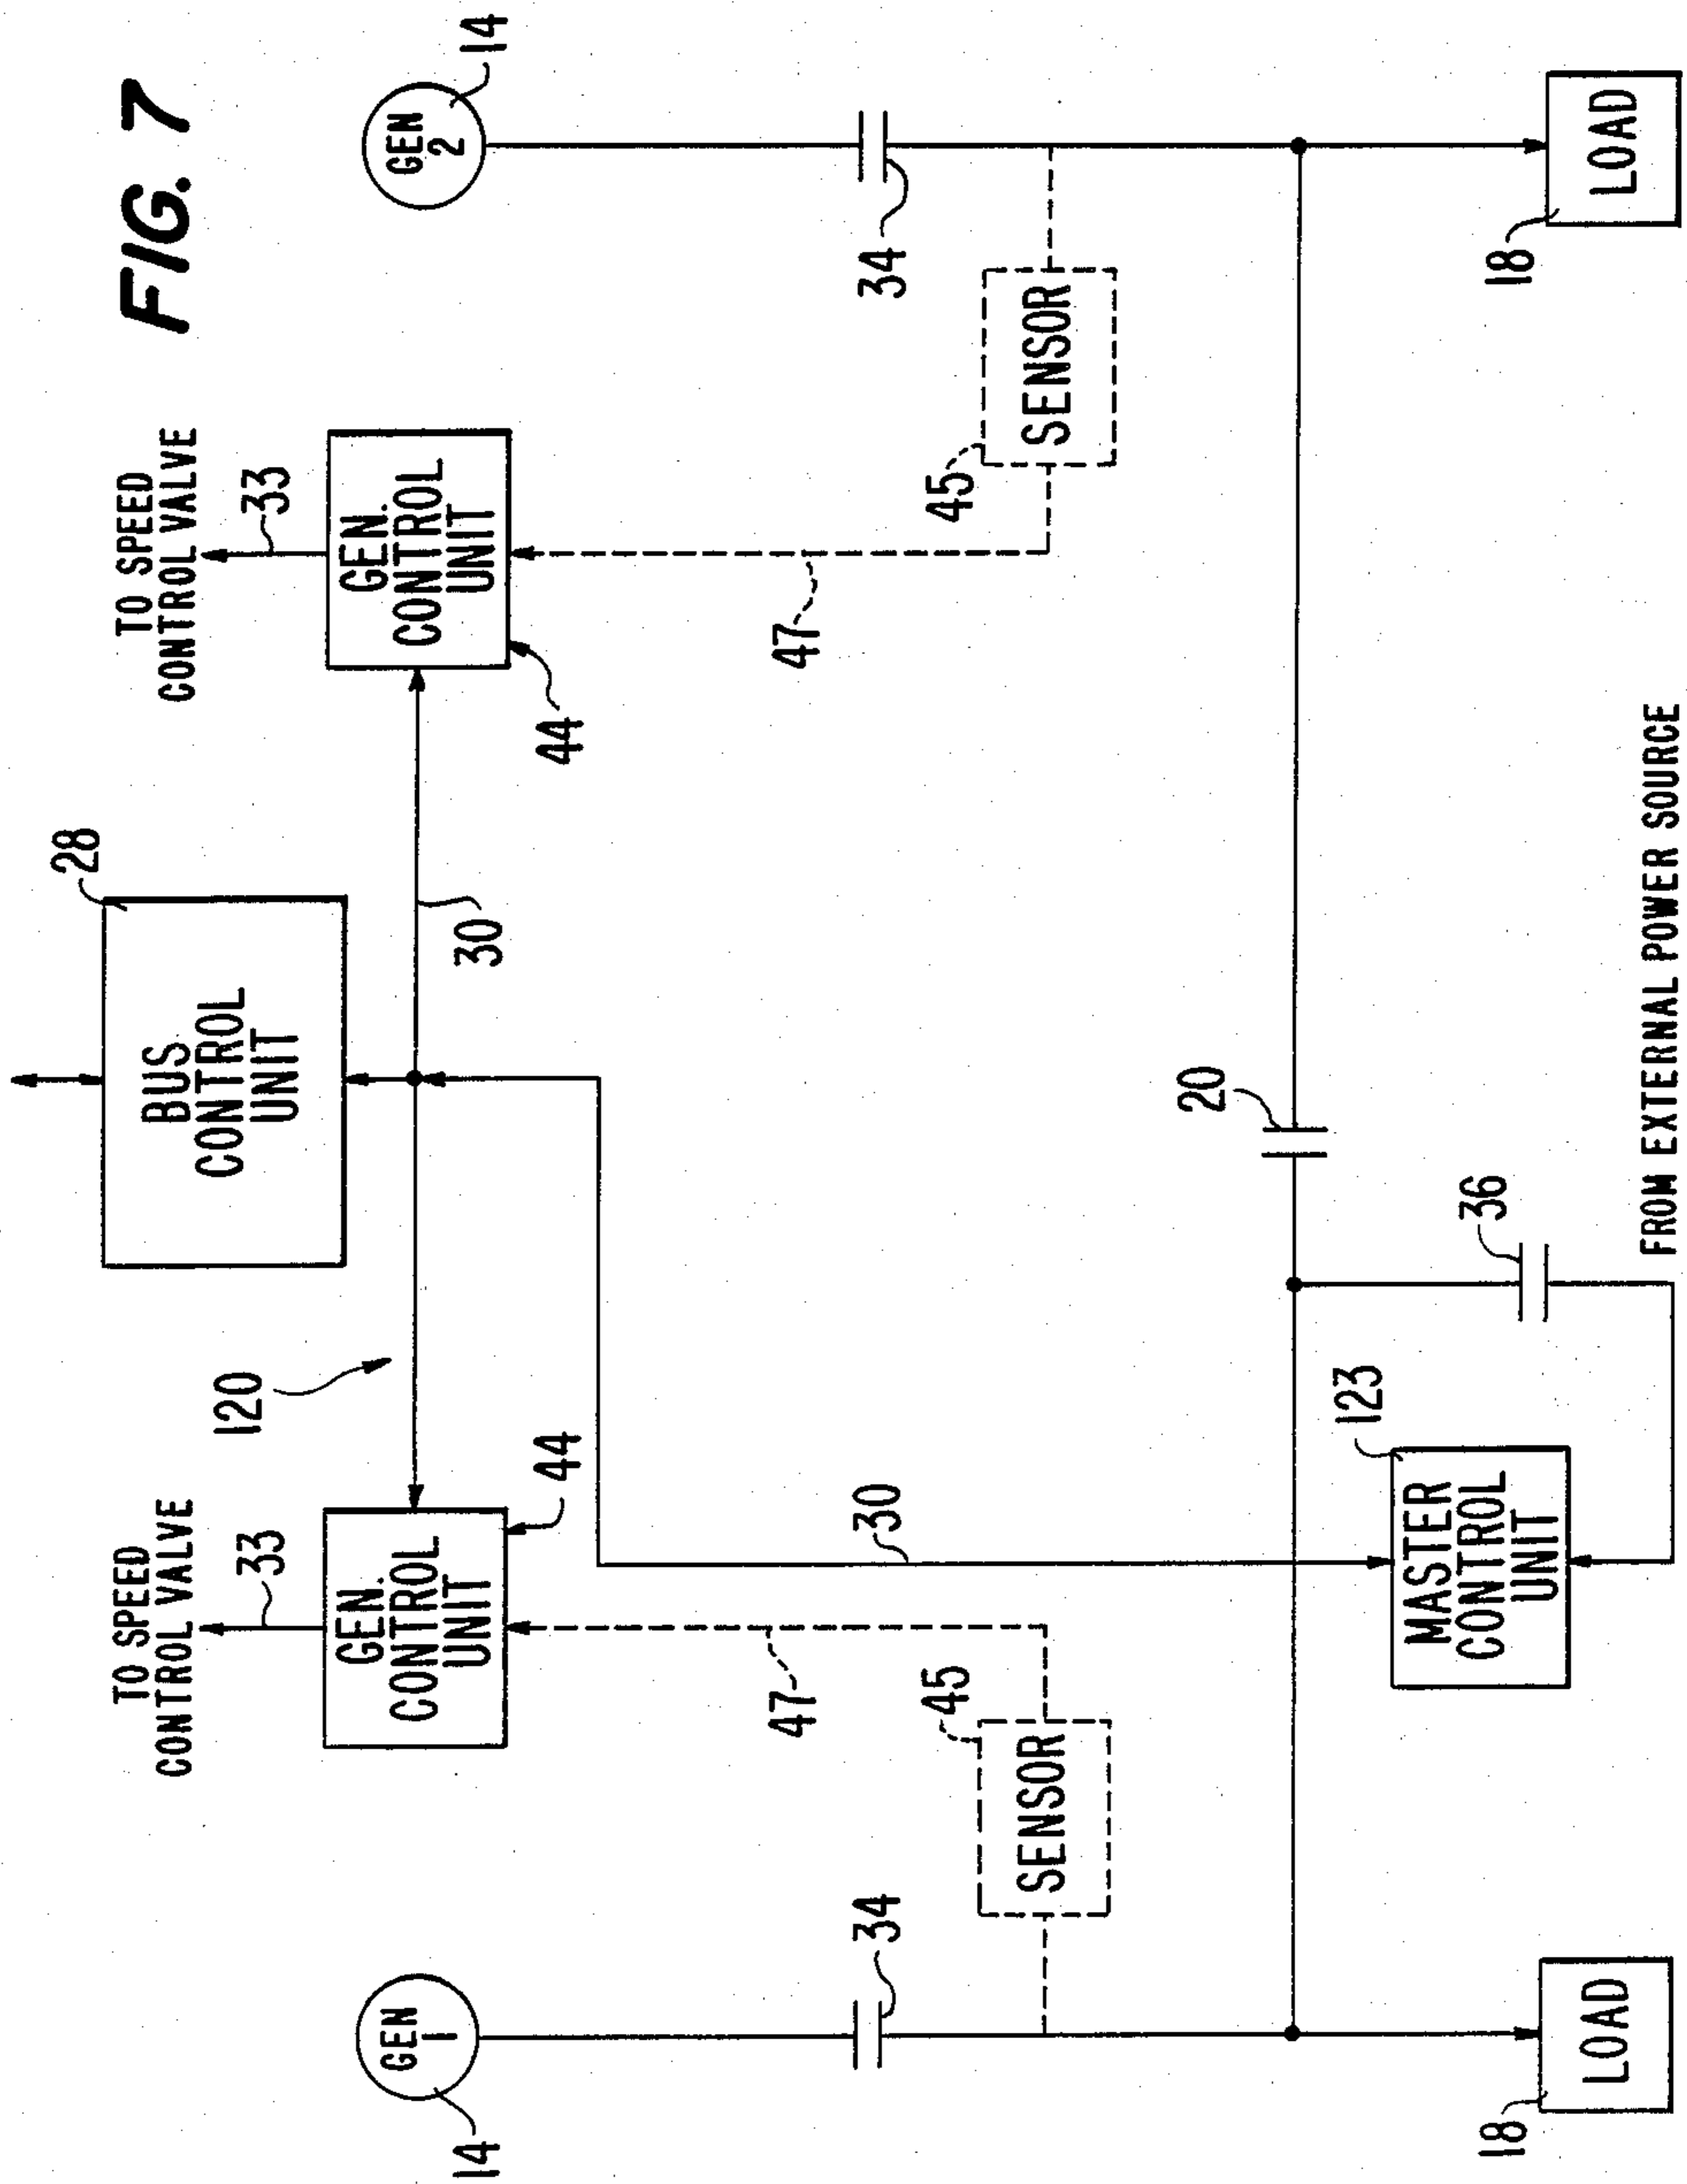 FIG. 7
28
BUS
CONTROL
UNIT
TO SPEED
CONTROL VALVE
33
GEN.
CONTROL
UNIT
44
120
30
TO SPEED
CONTROL VALVE
33
GEN.
CONTROL
UNIT
44
GEN
1
14
GEN
2
14
34
45
SENSOR
47
30
47
45
SENSOR
34
20
36
123
MASTER
CONTROL
UNIT
18
LOAD
18
LOAD
FROM EXTERNAL POWER SOURCE